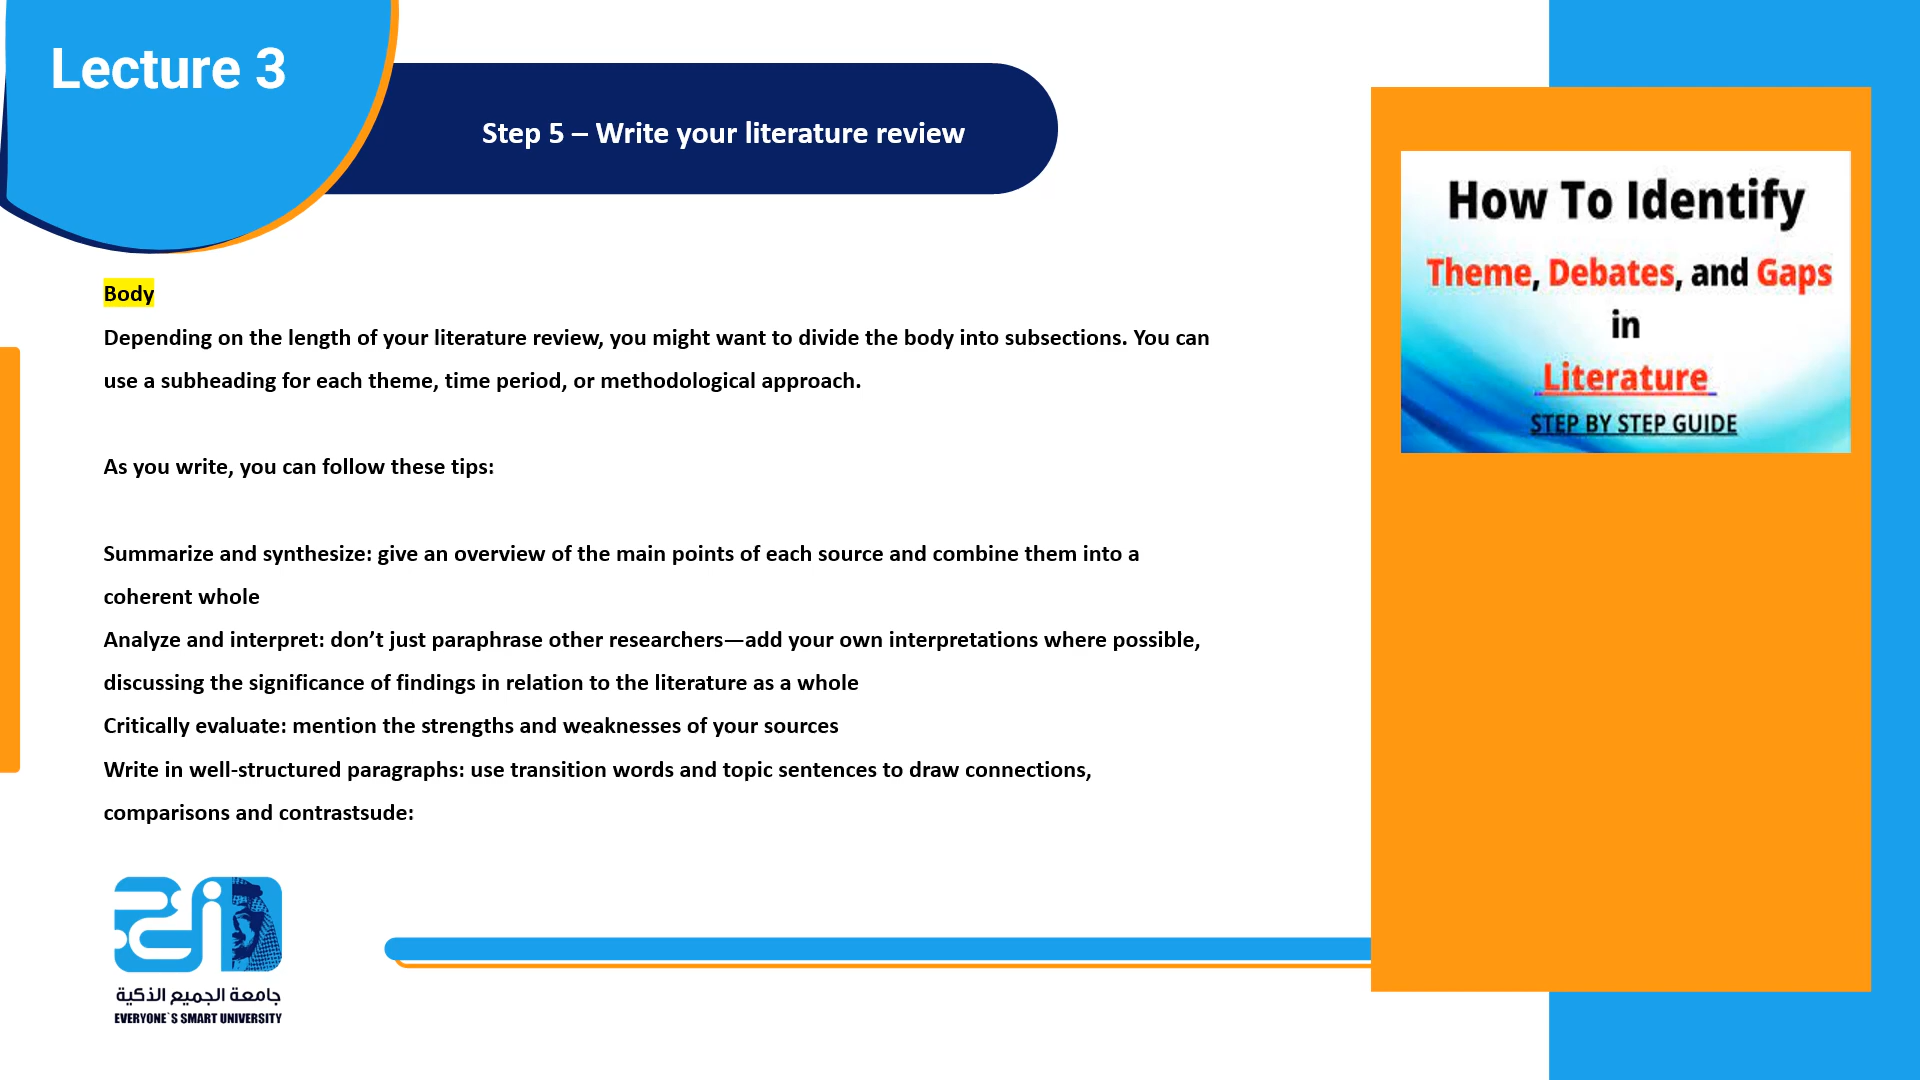 Lecture 3
Step 5 – Write your literature review
Body
Depending on the length of your literature review, you might want to divide the body into subsections. You can
use a subheading for each theme, time period, or methodological approach.
As you write, you can follow these tips:
Summarize and synthesize: give an overview of the main points of each source and combine them into a
coherent whole
Analyze and interpret: don’t just paraphrase other researchers—add your own interpretations where possible,
discussing the significance of findings in relation to the literature as a whole
Critically evaluate: mention the strengths and weaknesses of your sources
Write in well-structured paragraphs: use transition words and topic sentences to draw connections,
comparisons and contrastsude:
How To Identify
Theme, Debates, and Gaps
in
Literature
STEP BY STEP GUIDE
جامعة الجميع الذكية
EVERYONE`S SMART UNIVERSITY